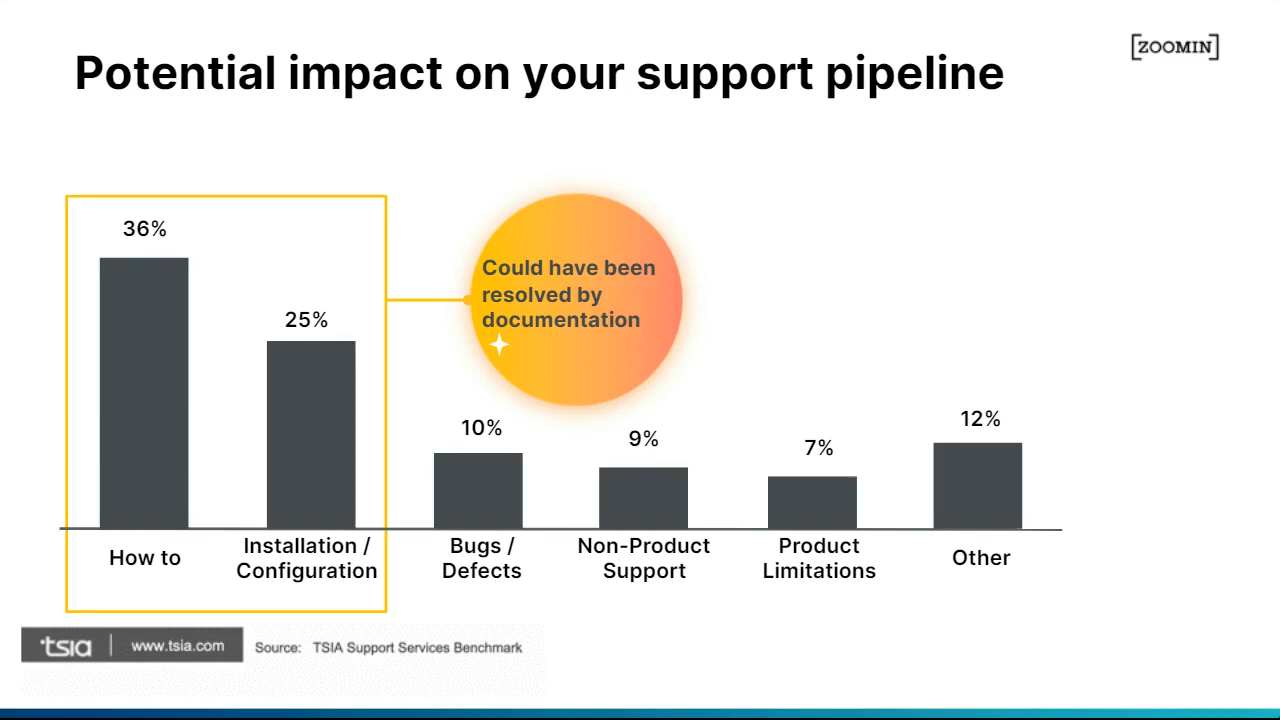 [ZOOMIN]
Potential impact on your support pipeline
36%
25%
Could have been
resolved by
documentation
10%
9%
7%
12%
How to
Installation /
Configuration
Bugs /
Defects
Non-Product
Support
Product
Limitations
Other
tsia | www.tsia.com
Source: TSIA Support Services Benchmark